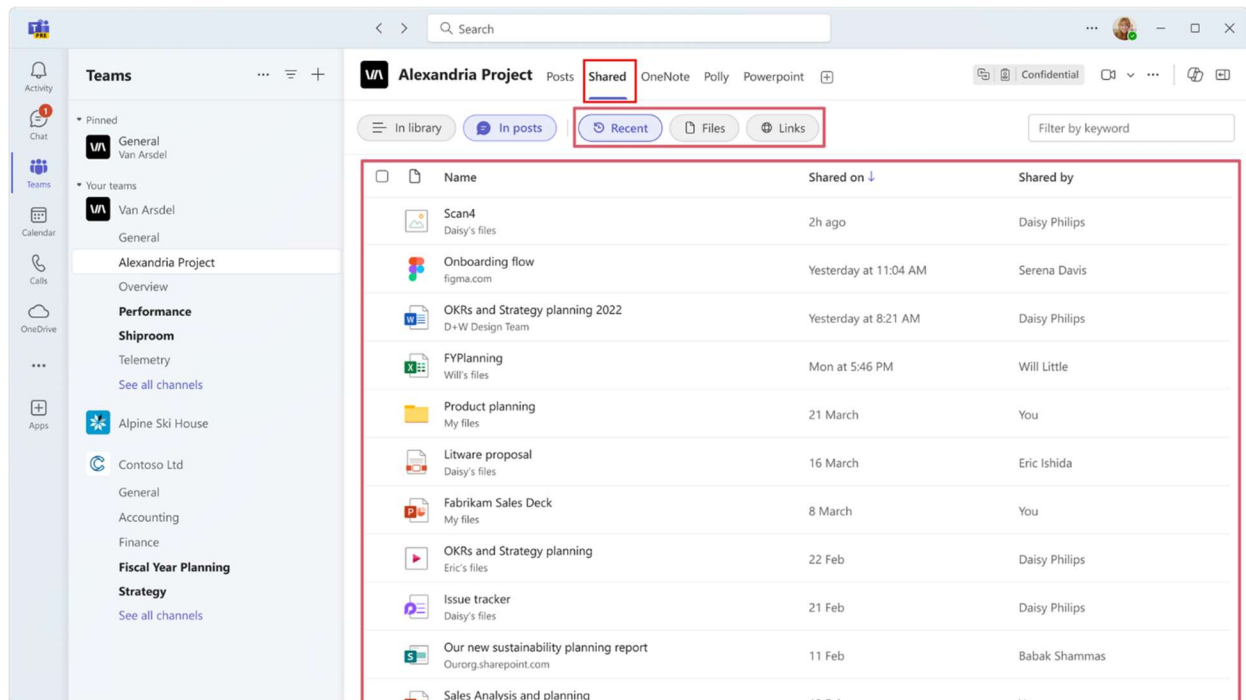 PRE
Search
Activity
1
Chat
Teams
Calendar
Calls
OneDrive
Apps
Teams
Pinned
General
Van Arsdel
Your teams
Van Arsdel
General
Alexandria Project
Overview
Performance
Shiproom
Telemetry
See all channels
Alpine Ski House
Contoso Ltd
General
Accounting
Finance
Fiscal Year Planning
Strategy
See all channels
Alexandria Project Posts Shared OneNote Polly Powerpoint
Confidential
In library In posts Recent Files Links
Filter by keyword
Name Shared on ↓ Shared by
Scan4
Daisy's files
2h ago Daisy Philips
Onboarding flow
figma.com
Yesterday at 11:04 AM Serena Davis
OKRs and Strategy planning 2022
D+W Design Team
Yesterday at 8:21 AM Daisy Philips
FYPlanning
Will's files
Mon at 5:46 PM Will Little
Product planning
My files
21 March You
Litware proposal
Daisy's files
16 March Eric Ishida
Fabrikam Sales Deck
My files
8 March You
OKRs and Strategy planning
Eric's files
22 Feb Daisy Philips
Issue tracker
Daisy's files
21 Feb Daisy Philips
Our new sustainability planning report
Ourorg.sharepoint.com
11 Feb Babak Shammas
Sales Analysis and planning